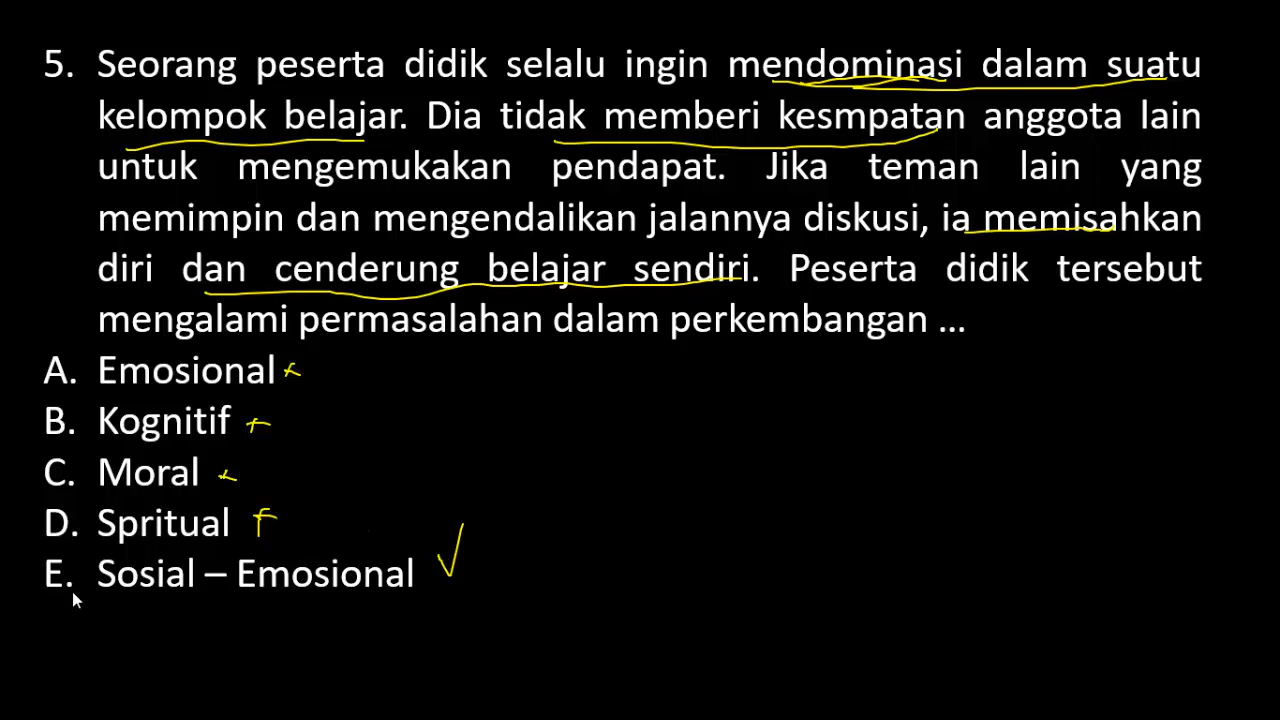 5. Seorang peserta didik selalu ingin mendominasi dalam suatu
kelompok belajar. Dia tidak memberi kesmpatan anggota lain
untuk mengemukakan pendapat. Jika teman lain yang
memimpin dan mengendalikan jalannya diskusi, ia memisahkan
diri dan cenderung belajar sendiri. Peserta didik tersebut
mengalami permasalahan dalam perkembangan ...
A. Emosional
B. Kognitif
C. Moral
D. Spritual
E. Sosial – Emosional